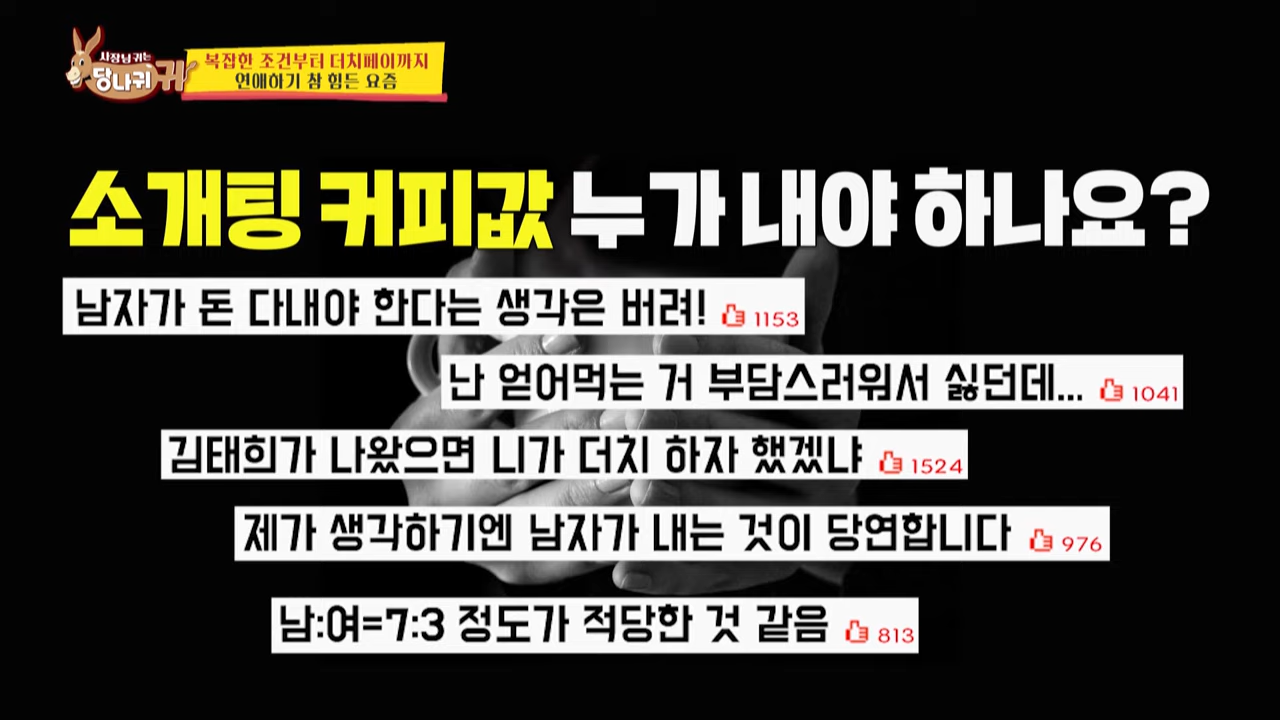 사장님 귀는
당나귀 귀
복잡한 조건부터 더치페이까지
연애하기 참 힘든 요즘
소개팅 커피값 누가 내야 하나요?
남자가 돈 다내야 한다는 생각은 버려! 1153
난 얻어먹는 거 부담스러워서 싫던데... 1041
김태희가 나왔으면 니가 더치 하자 했겠냐 1524
제가 생각하기엔 남자가 내는 것이 당연합니다 976
남:여=7:3 정도가 적당한 것 같음 813